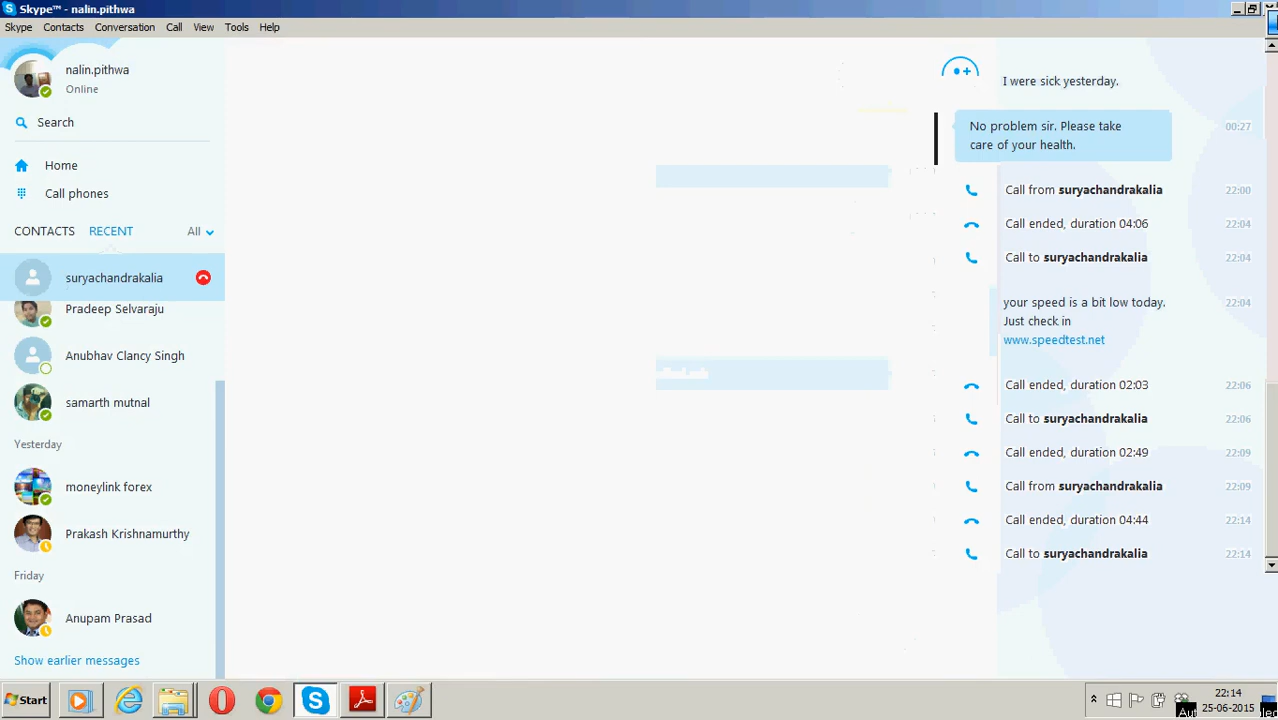 Skype™ - nalin.pithwa
Skype Contacts Conversation Call View Tools Help
nalin.pithwa
Online
Search
Home
Call phones
CONTACTS RECENT All
suryachandrakalia
Pradeep Selvaraju
Anubhav Clancy Singh
samarth mutnal
Yesterday
moneylink forex
Prakash Krishnamurthy
Friday
Anupam Prasad
Show earlier messages
I were sick yesterday.
No problem sir. Please take 00:27
care of your health.
Call from suryachandrakalia 22:00
Call ended, duration 04:06 22:04
Call to suryachandrakalia 22:04
your speed is a bit low today. 22:04
Just check in
www.speedtest.net
Call ended, duration 02:03 22:06
Call to suryachandrakalia 22:06
Call ended, duration 02:49 22:09
Call from suryachandrakalia 22:09
Call ended, duration 04:44 22:14
Call to suryachandrakalia 22:14
Start
22:14
25-06-2015